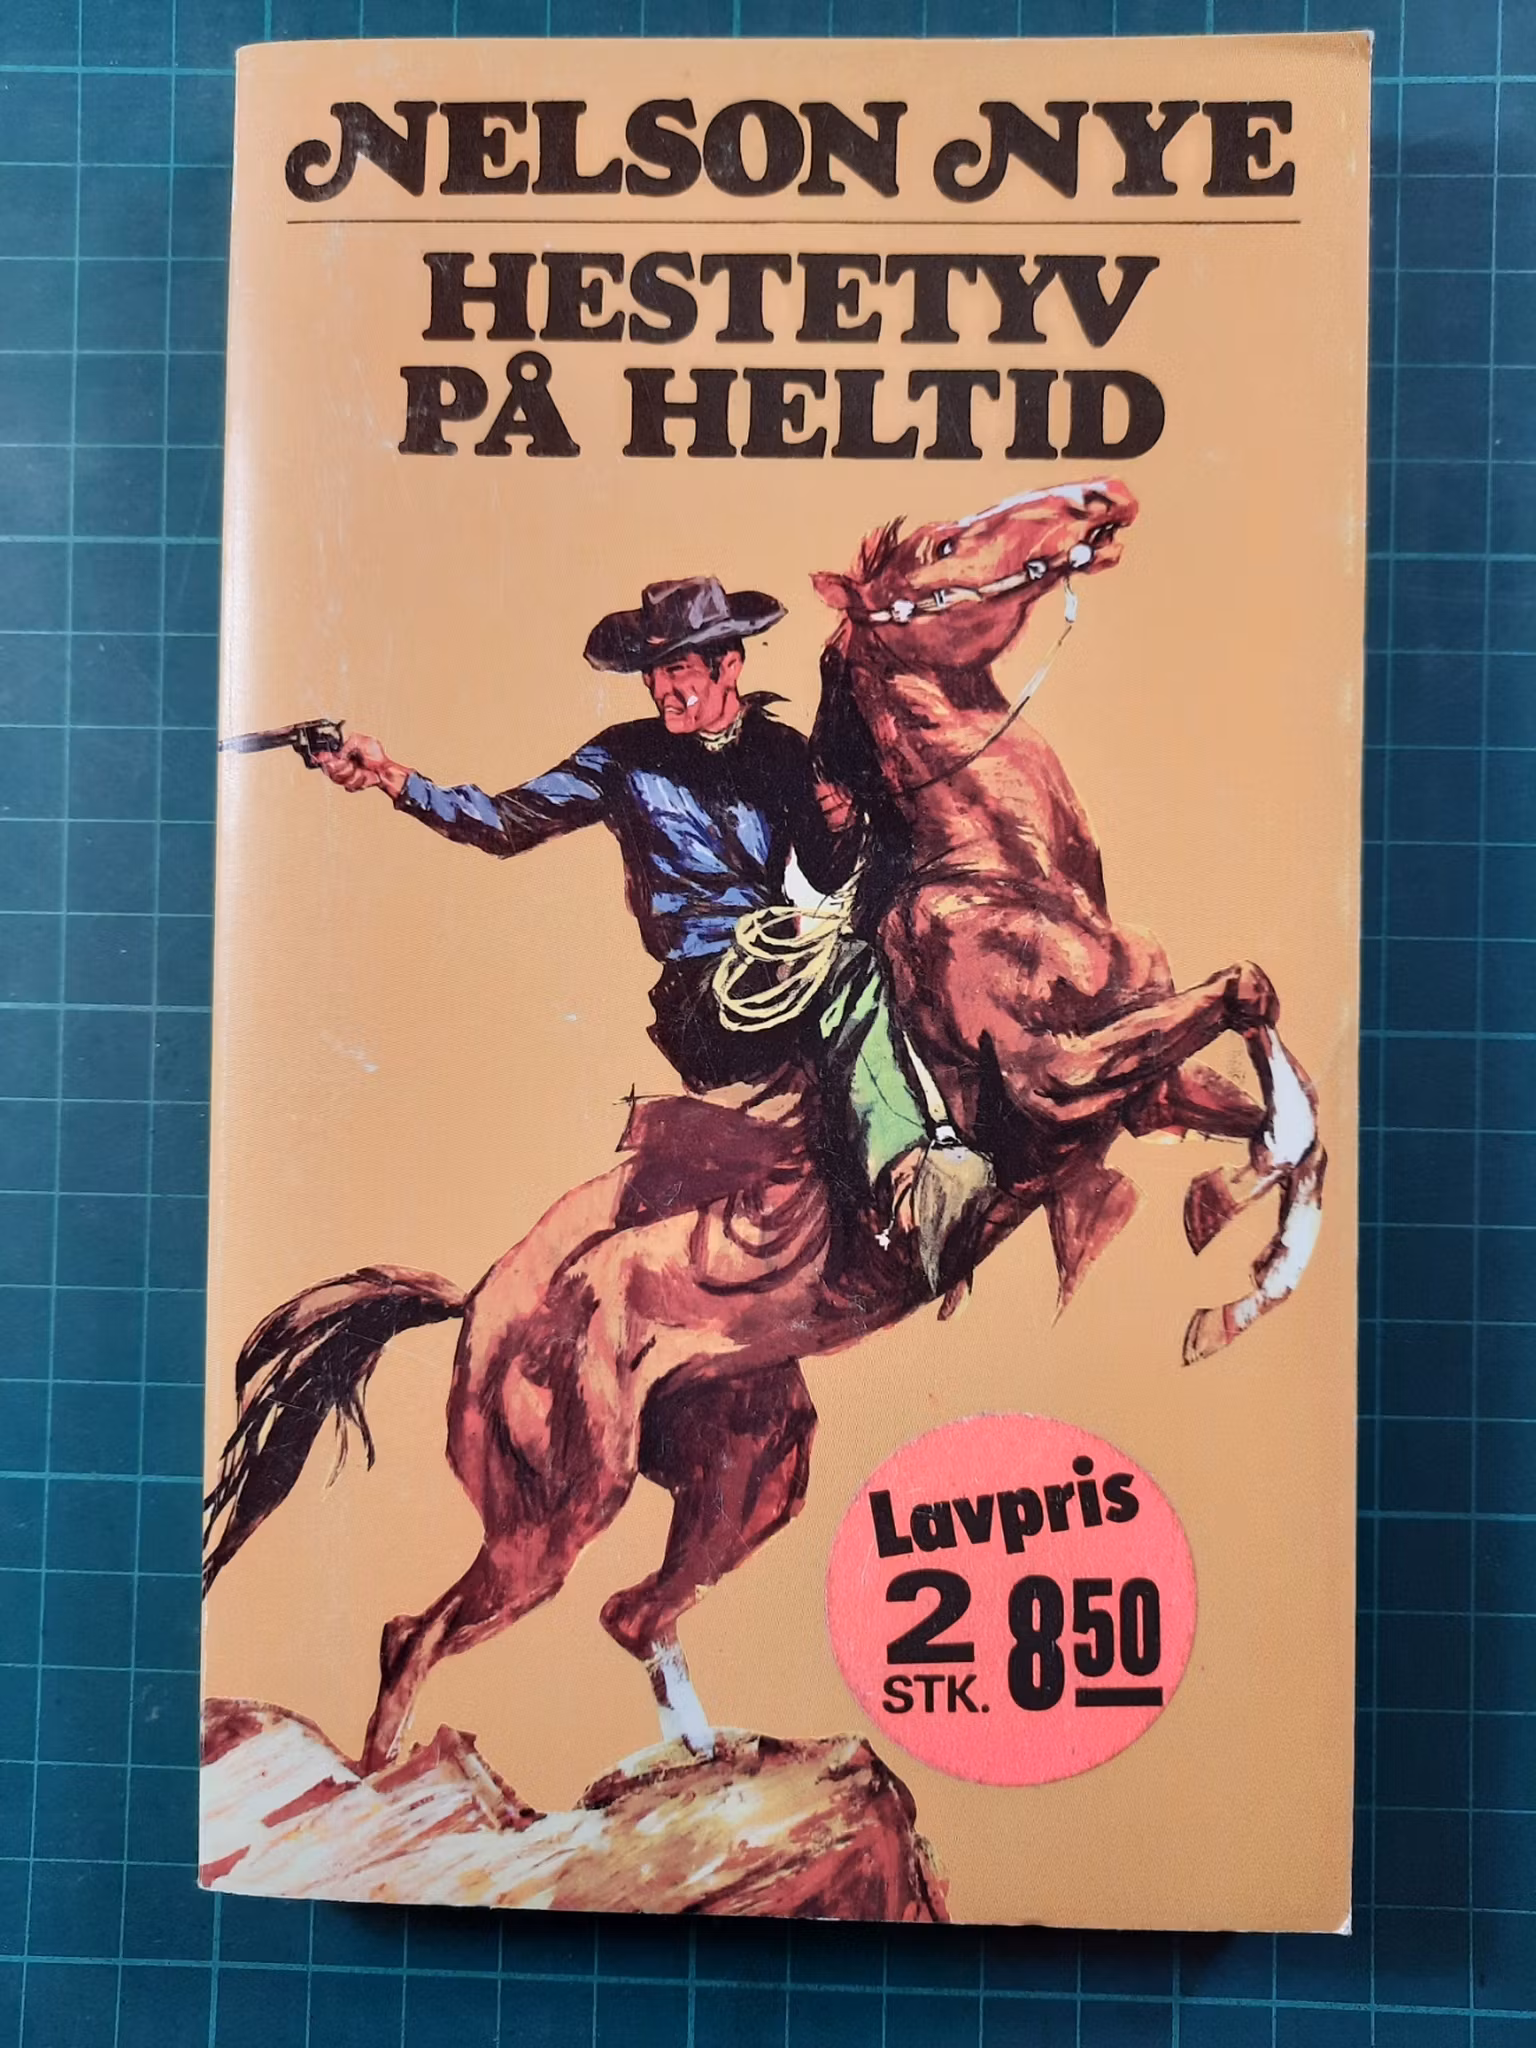 NELSON NYE
HESTETYV
PÅ HELTID
Lavpris
2 STK. 850